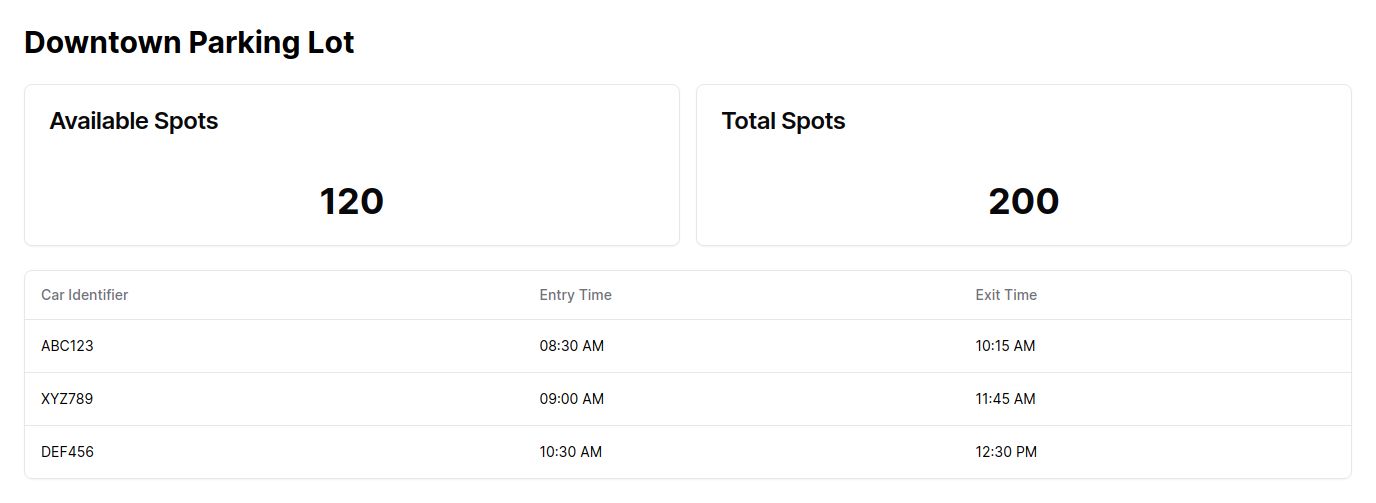 Downtown Parking Lot
Available Spots
Total Spots
120
200
Car Identifier Entry Time Exit Time
ABC123 08:30 AM 10:15 AM
XYZ789 09:00 AM 11:45 AM
DEF456 10:30 AM 12:30 PM